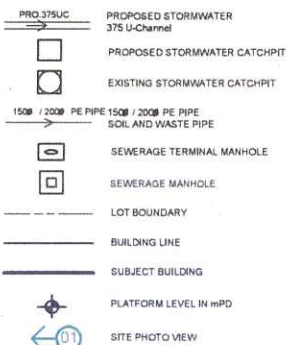 PRO.375UC PROPOSED STORMWATER
375 U-Channel
PROPOSED STORMWATER CATCHPIT
EXISTING STORMWATER CATCHPIT
150Ø / 200Ø PE PIPE 150Ø / 200Ø PE PIPE
SOIL AND WASTE PIPE
SEWERAGE TERMINAL MANHOLE
SEWERAGE MANHOLE
LOT BOUNDARY
BUILDING LINE
SUBJECT BUILDING
PLATFORM LEVEL IN mPD
01 SITE PHOTO VIEW